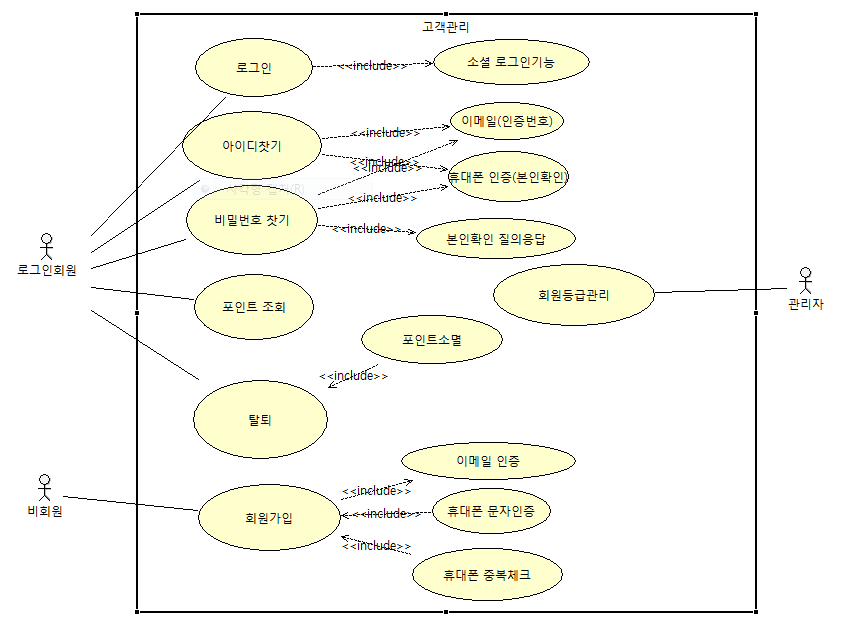 고객관리
로그인
<<include>>
소셜 로그인기능
아이디찾기
<<include>>
이메일(인증번호)
<<include>>
<<include>>
휴대폰 인증(본인확인)
비밀번호 찾기
<<include>>
<<include>>
본인확인 질의응답
로그인회원
포인트 조회
회원등급관리
관리자
포인트소멸
<<include>>
탈퇴
이메일 인증
<<include>>
비회원
회원가입
<<include>>
휴대폰 문자인증
<<include>>
휴대폰 중복체크